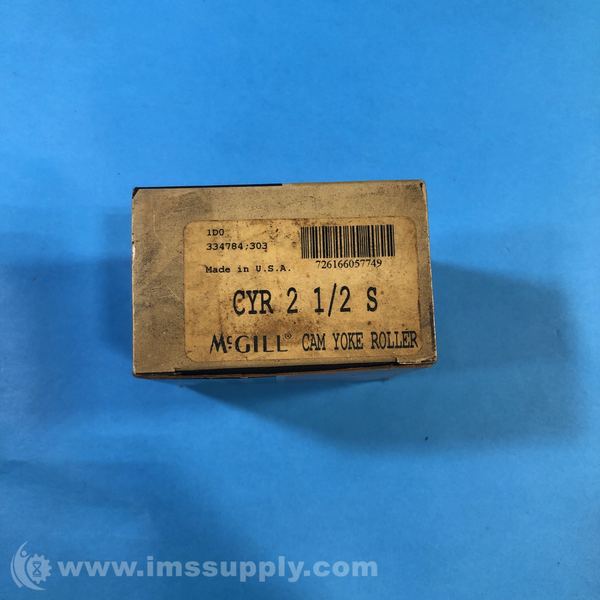 1D0
334784;303
Made in U.S.A.
726166057749
CYR 2 1/2 S
McGILL® CAM YOKE ROLLER
www.imssupply.com